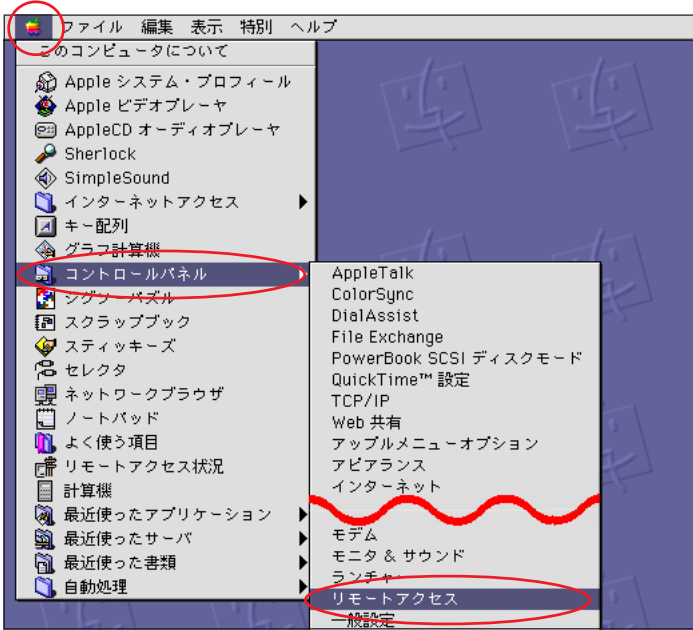 ファイル 編集 表示 特別 ヘルプ
このコンピュータについて
Apple システム・プロフィール
Apple ビデオプレーヤ
AppleCD オーディオプレーヤ
Sherlock
SimpleSound
インターネットアクセス
キー配列
グラフ計算機
コントロールパネル
ジグソーパズル
スクラップブック
スティッキーズ
セレクタ
ネットワークブラウザ
ノートパッド
よく使う項目
リモートアクセス状況
計算機
最近使ったアプリケーション
最近使ったサーバ
最近使った書類
自動処理
AppleTalk
ColorSync
DialAssist
File Exchange
PowerBook SCSI ディスクモード
QuickTime™ 設定
TCP/IP
Web 共有
アップルメニューオプション
アピアランス
インターネット
モデム
モニタ & サウンド
ランチャー
リモートアクセス
一般設定